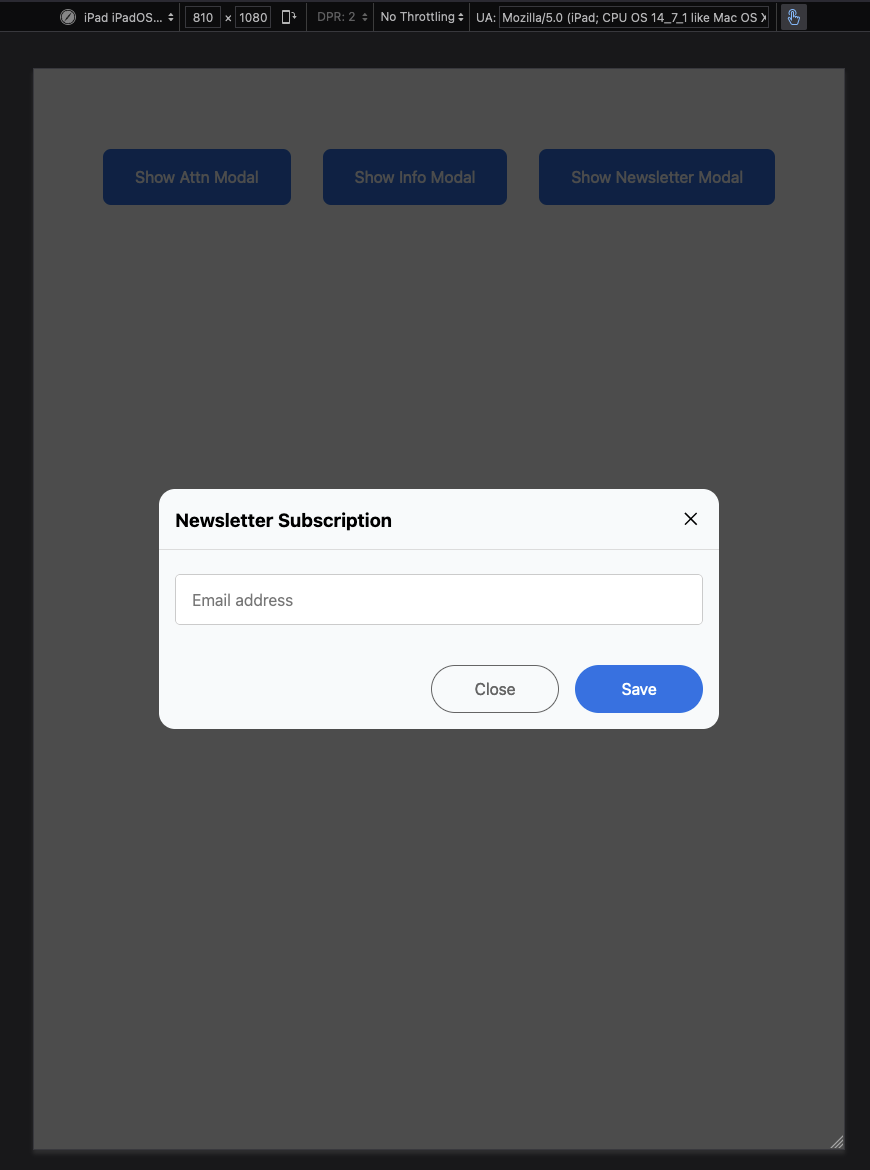 iPad iPadOS... 810 × 1080 DPR: 2 No Throttling UA: Mozilla/5.0 (iPad; CPU OS 14_7_1 like Mac OS X
Show Attn Modal Show Info Modal Show Newsletter Modal
Newsletter Subscription
Email address
Close Save